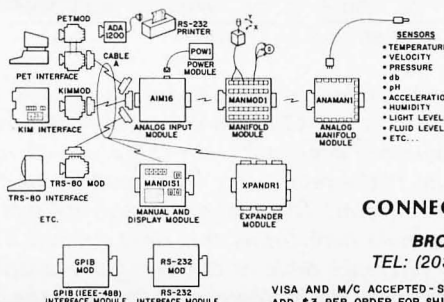 PETMOD
ADA
1200
RS-232
PRINTER
CABLE
A
POW1
POWER
MODULE
SENSORS
• TEMPERATURE
• VELOCITY
• PRESSURE
• db
• pH
• ACCELERATIO
• HUMIDITY
• LIGHT LEVEL
• FLUID LEVEL
• ETC...
PET INTERFACE
KIMMOD
AIM16
MANMOD1
ANAMAN1
KIM INTERFACE
ANALOG INPUT
MODULE
MANIFOLD
MODULE
ANALOG
MANIFOLD
MODULE
TRS-80 MOD
MANDIS1
XPANDR1
TRS-80 INTERFACE
ETC.
MANUAL AND
DISPLAY MODULE
EXPANDER
MODULE
CONNEC
BRO
TEL: (203
GPIB
MOD
RS-232
MOD
GPIB (IEEE-488)
INTERFACE MODULE
RS-232
INTERFACE MODULE
VISA AND M/C ACCEPTED - S
ADD $3 PER ORDER FOR SHI